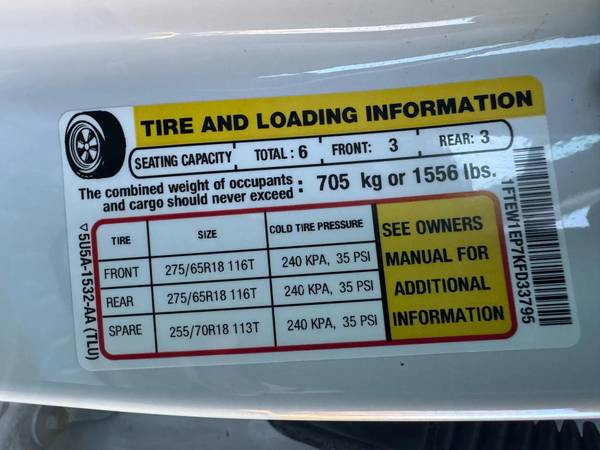 TIRE AND LOADING INFORMATION
SEATING CAPACITY TOTAL: 6 FRONT: 3 REAR: 3
The combined weight of occupants
and cargo should never exceed : 705 kg or 1556 lbs.
TIRE SIZE COLD TIRE PRESSURE
FRONT 275/65R18 116T 240 KPA, 35 PSI
REAR 275/65R18 116T 240 KPA, 35 PSI
SPARE 255/70R18 113T 240 KPA, 35 PSI
SEE OWNERS
MANUAL FOR
ADDITIONAL
INFORMATION
5U5A-1532-AA (TLU)
1FTEW1EP7KFD33795